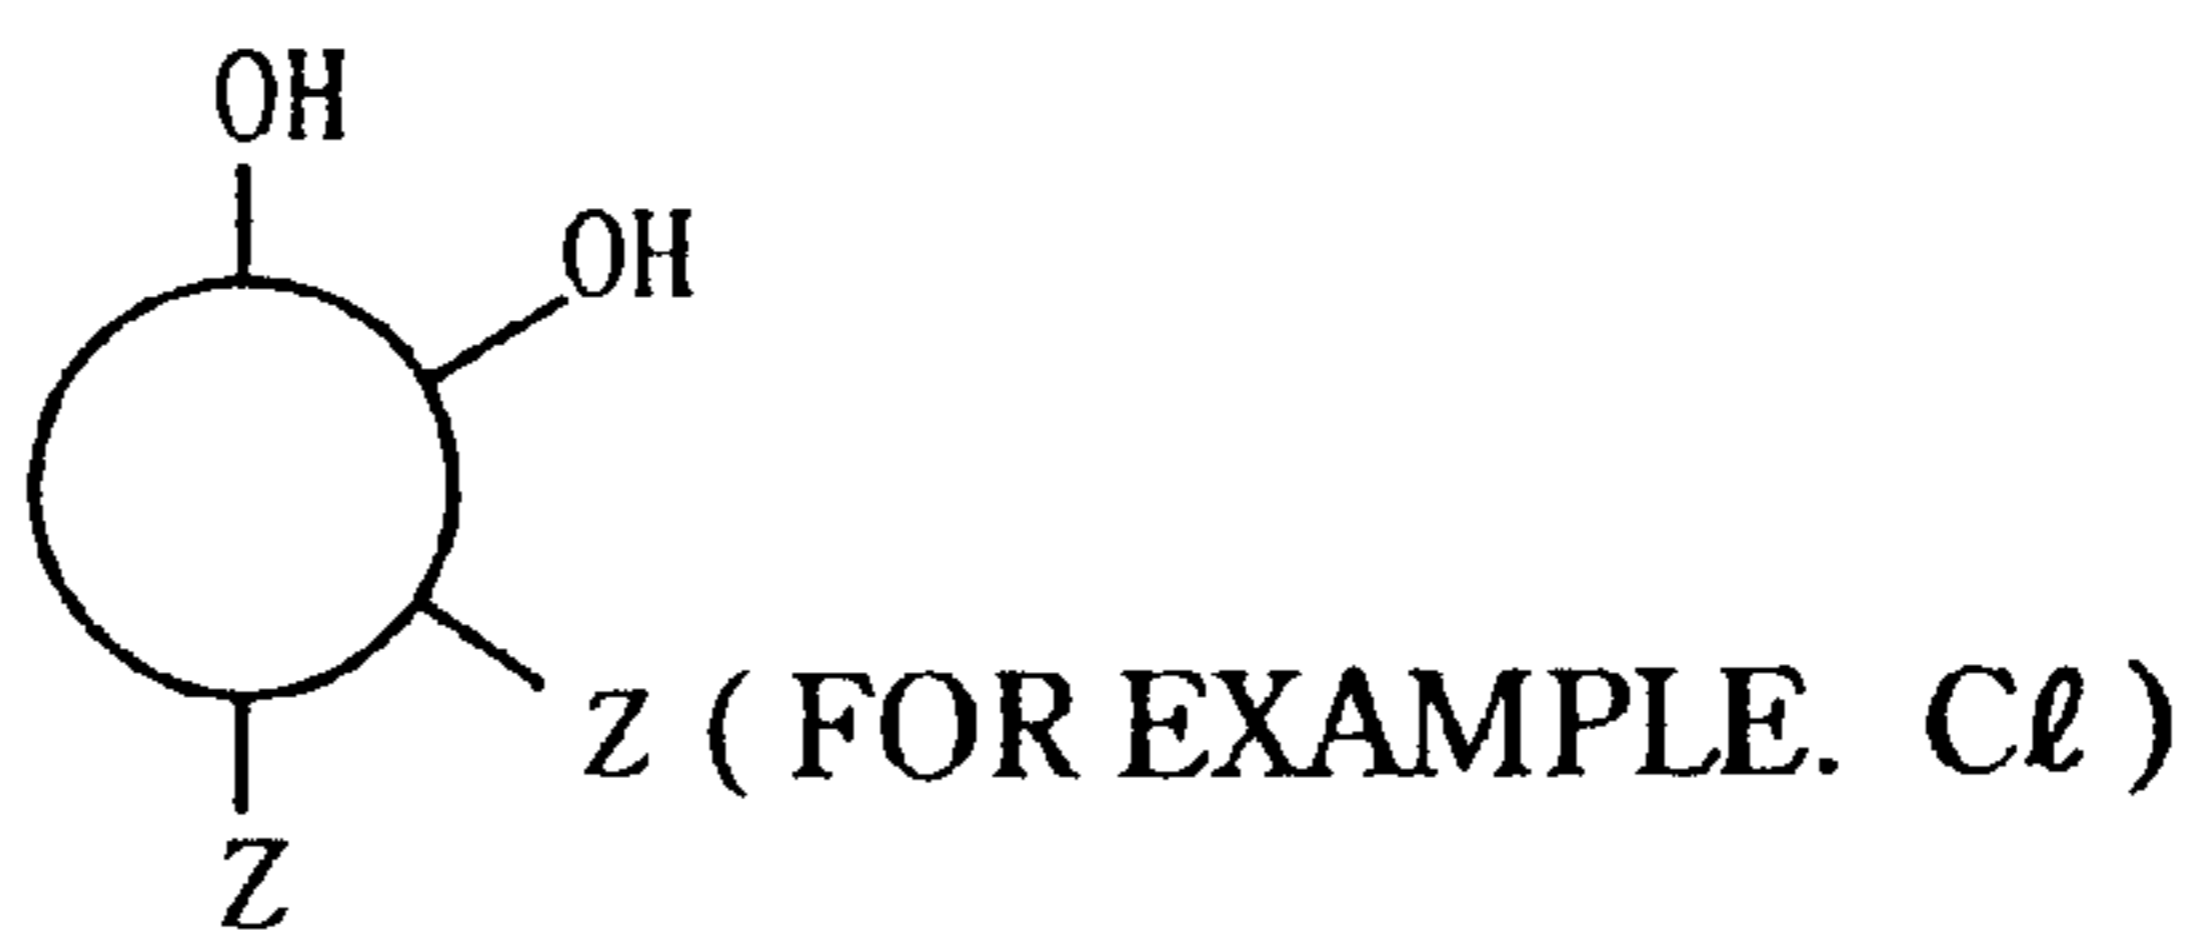 OH
OH
Z (FOR EXAMPLE. Cℓ)
Z